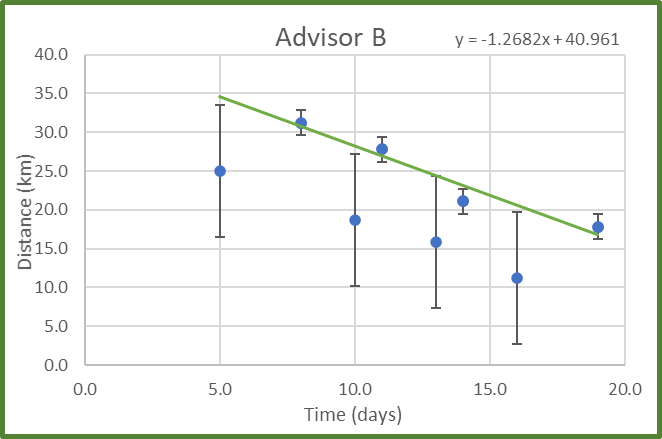 Advisor B
y = -1.2682x + 40.961
Distance (km)
40.0
35.0
30.0
25.0
20.0
15.0
10.0
5.0
0.0
0.0 5.0 10.0 15.0 20.0
Time (days)